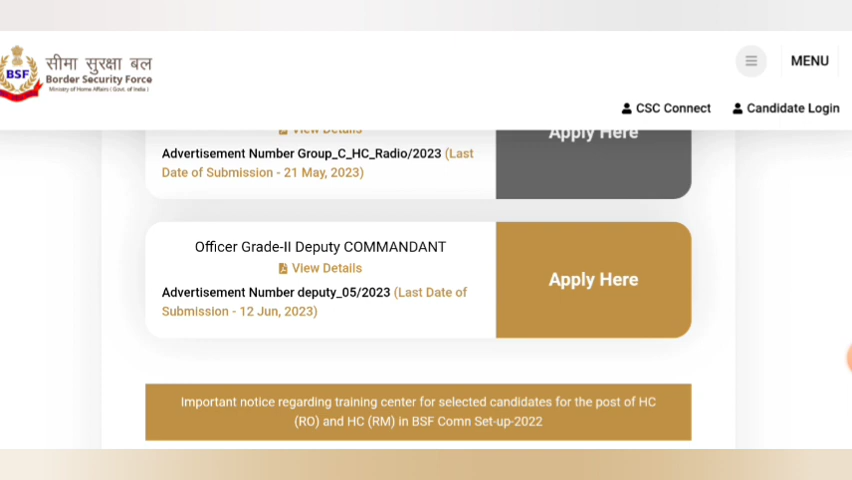 सीमा सुरक्षा बल
BSF
Border Security Force
Ministry of Home Affairs ( Govt. of India )
MENU
CSC Connect
Candidate Login
View Details
Apply Here
Advertisement Number Group_C_HC_Radio/2023 (Last
Date of Submission - 21 May, 2023)
Officer Grade-II Deputy COMMANDANT
View Details
Apply Here
Advertisement Number deputy_05/2023 (Last Date of
Submission - 12 Jun, 2023)
Important notice regarding training center for selected candidates for the post of HC
(RO) and HC (RM) in BSF Comn Set-up-2022